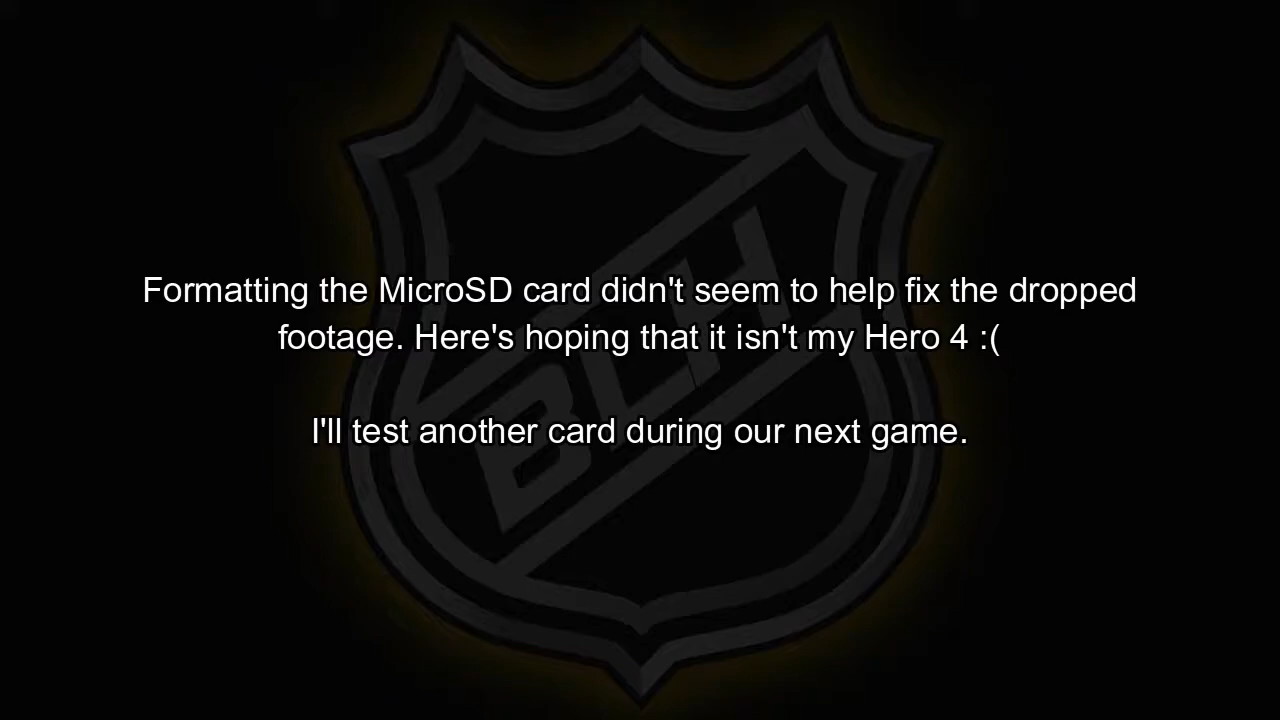 Formatting the MicroSD card didn't seem to help fix the dropped
footage. Here's hoping that it isn't my Hero 4 :(
I'll test another card during our next game.
BLH